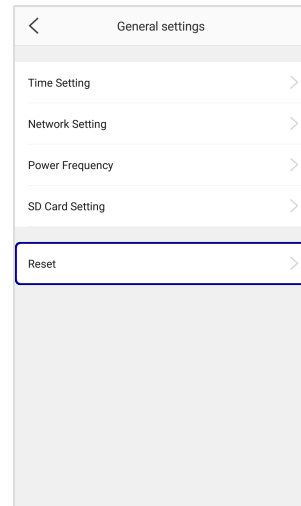 General settings
Time Setting
Network Setting
Power Frequency
SD Card Setting
Reset